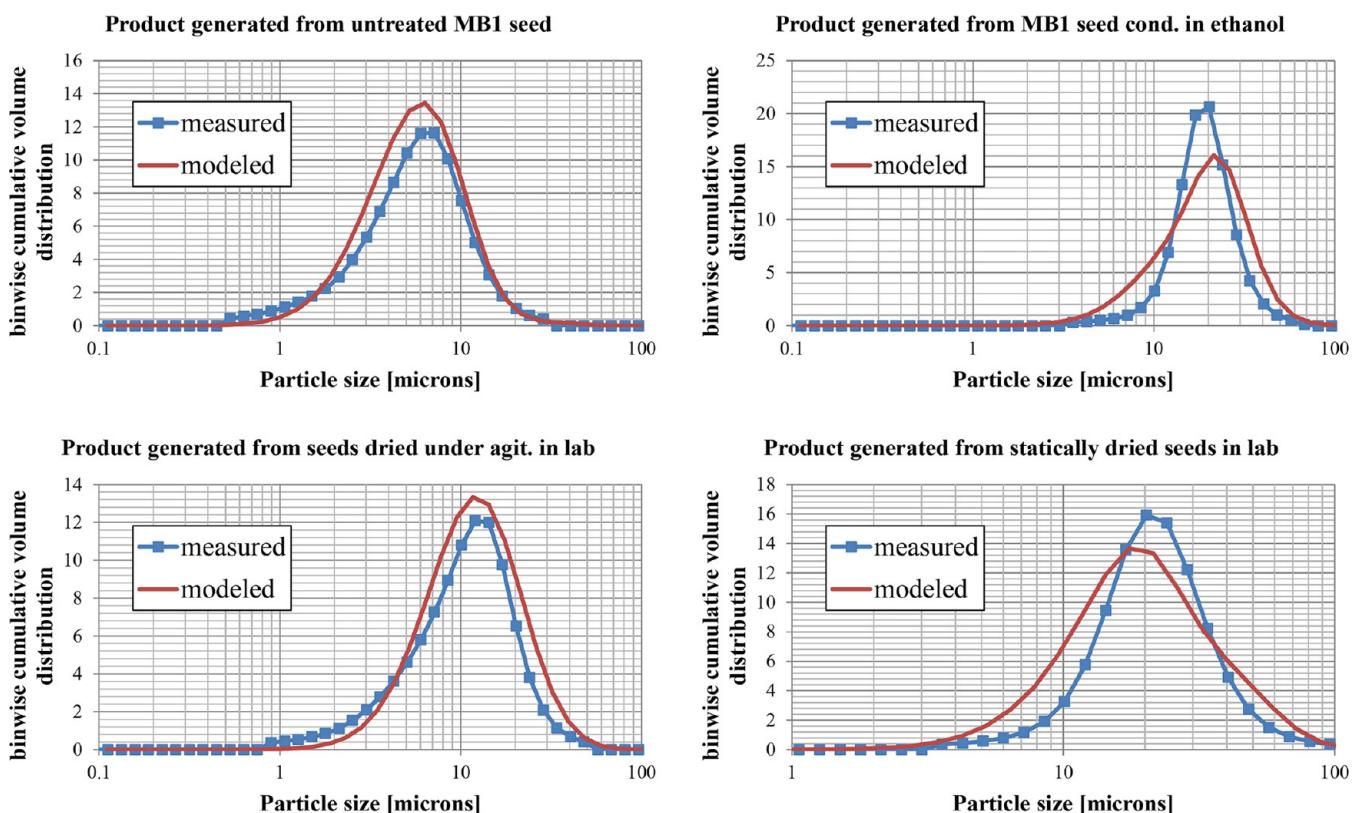 Product generated from untreated MB1 seed
binwise cumulative volume
distribution
16
14
12
10
8
6
4
2
0
measured
modeled
0.1 1 10 100
Particle size [microns]
Product generated from MB1 seed cond. in ethanol
binwise cumulative volume
distribution
25
20
15
10
5
0
measured
modeled
0.1 1 10 100
Particle size [microns]
Product generated from seeds dried under agit. in lab
binwise cumulative volume
distribution
14
12
10
8
6
4
2
0
measured
modeled
0.1 1 10 100
Particle size [microns]
Product generated from statically dried seeds in lab
binwise cumulative volume
distribution
18
16
14
12
10
8
6
4
2
0
measured
modeled
1 10 100
Particle size [microns]